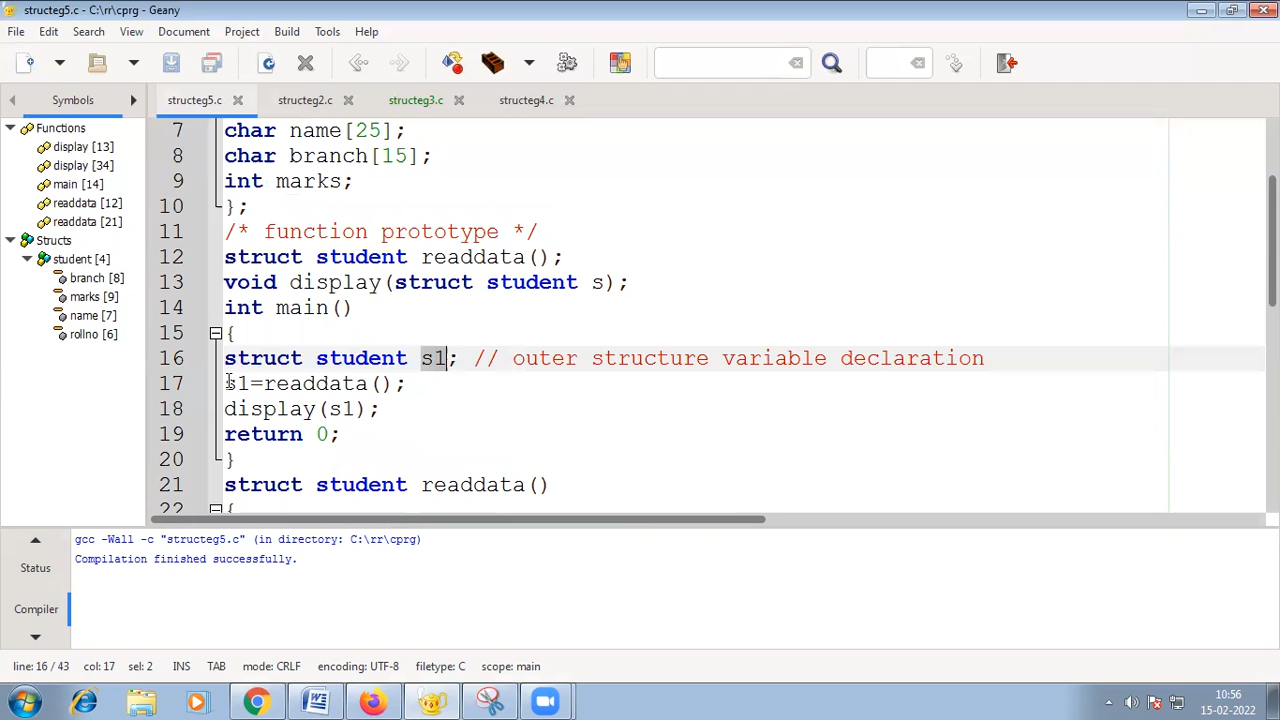 structeg5.c - C:\rr\cprg - Geany
File Edit Search View Document Project Build Tools Help
Symbols
structeg5.c structeg2.c structeg3.c structeg4.c
Functions
display [13]
display [34]
main [14]
readdata [12]
readdata [21]
Structs
student [4]
branch [8]
marks [9]
name [7]
rollno [6]
7 char name[25];
8 char branch[15];
9 int marks;
10 };
11 /* function prototype */
12 struct student readdata();
13 void display(struct student s);
14 int main()
15 {
16 struct student s1; // outer structure variable declaration
17 s1=readdata();
18 display(s1);
19 return 0;
20 }
21 struct student readdata()
22 {
Status
Compiler
gcc -Wall -c "structeg5.c" (in directory: C:\rr\cprg)
Compilation finished successfully.
line: 16 / 43 col: 17 sel: 2 INS TAB mode: CRLF encoding: UTF-8 filetype: C scope: main
10:56
15-02-2022